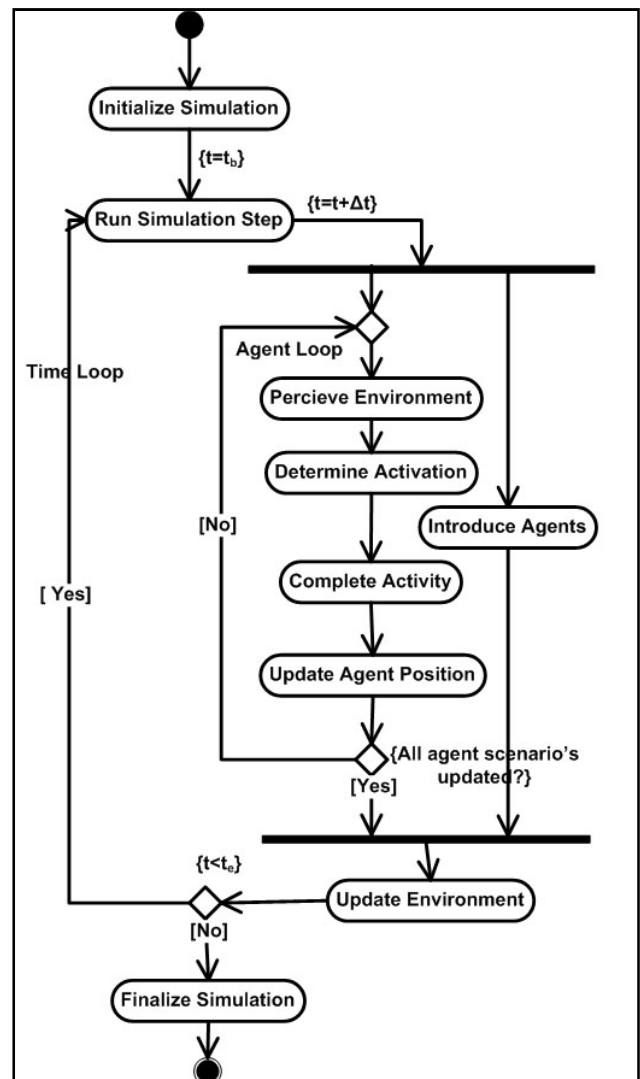 Initialize Simulation
{t=t_b}
Run Simulation Step
{t=t+Δt}
Agent Loop
Time Loop
Percieve Environment
Determine Activation
[No]
Introduce Agents
Complete Activity
[ Yes]
Update Agent Position
{All agent scenario's
updated?}
[Yes]
{t<t_e}
Update Environment
[No]
Finalize Simulation